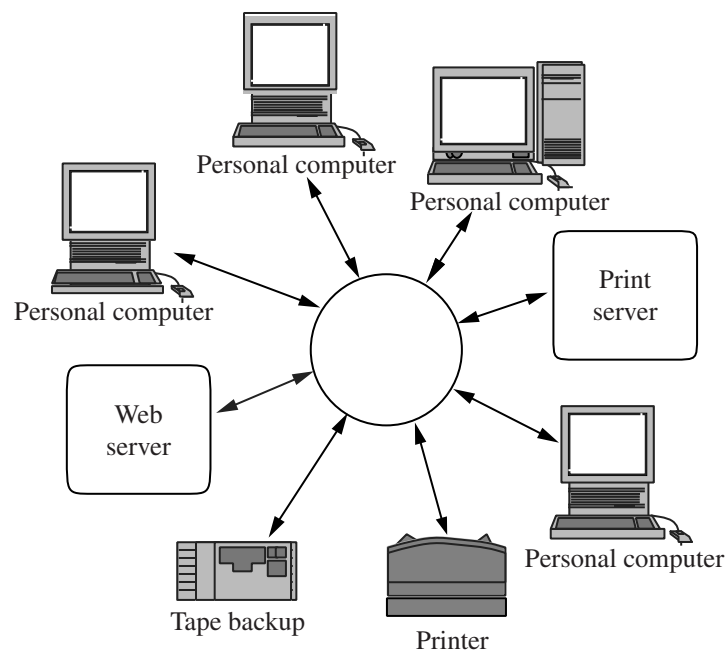 Personal computer
Personal computer
Personal computer
Print
server
Web
server
Personal computer
Tape backup
Printer